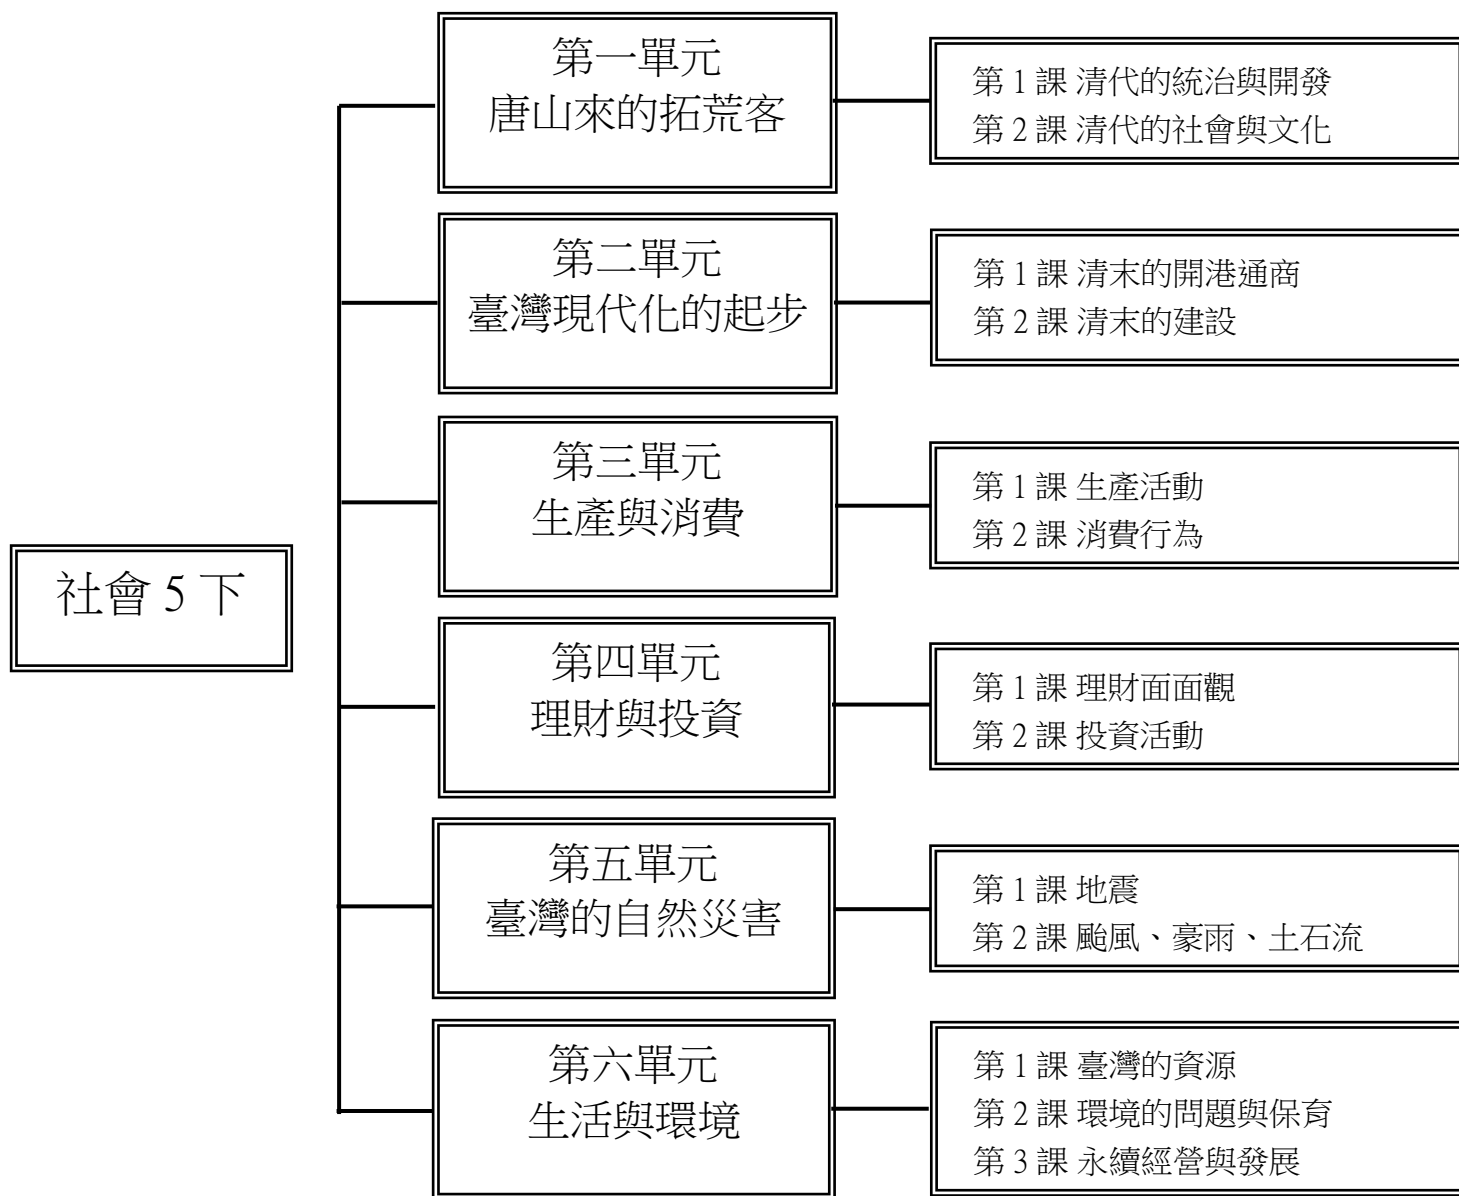 社會 5 下
第一單元
唐山來的拓荒客
第 1 課 清代的統治與開發
第 2 課 清代的社會與文化
第二單元
臺灣現代化的起步
第 1 課 清末的開港通商
第 2 課 清末的建設
第三單元
生產與消費
第 1 課 生產活動
第 2 課 消費行為
第四單元
理財與投資
第 1 課 理財面面觀
第 2 課 投資活動
第五單元
臺灣的自然災害
第 1 課 地震
第 2 課 颱風、豪雨、土石流
第六單元
生活與環境
第 1 課 臺灣的資源
第 2 課 環境的問題與保育
第 3 課 永續經營與發展